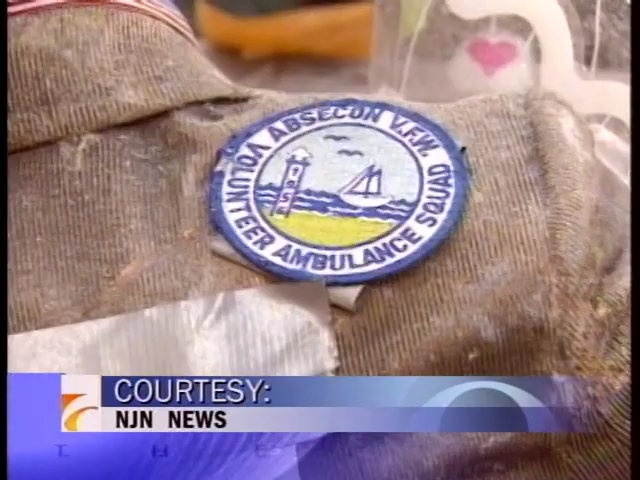 ABSECON V.F.W.
VOLUNTEER AMBULANCE SQUAD
COURTESY:
NJN NEWS